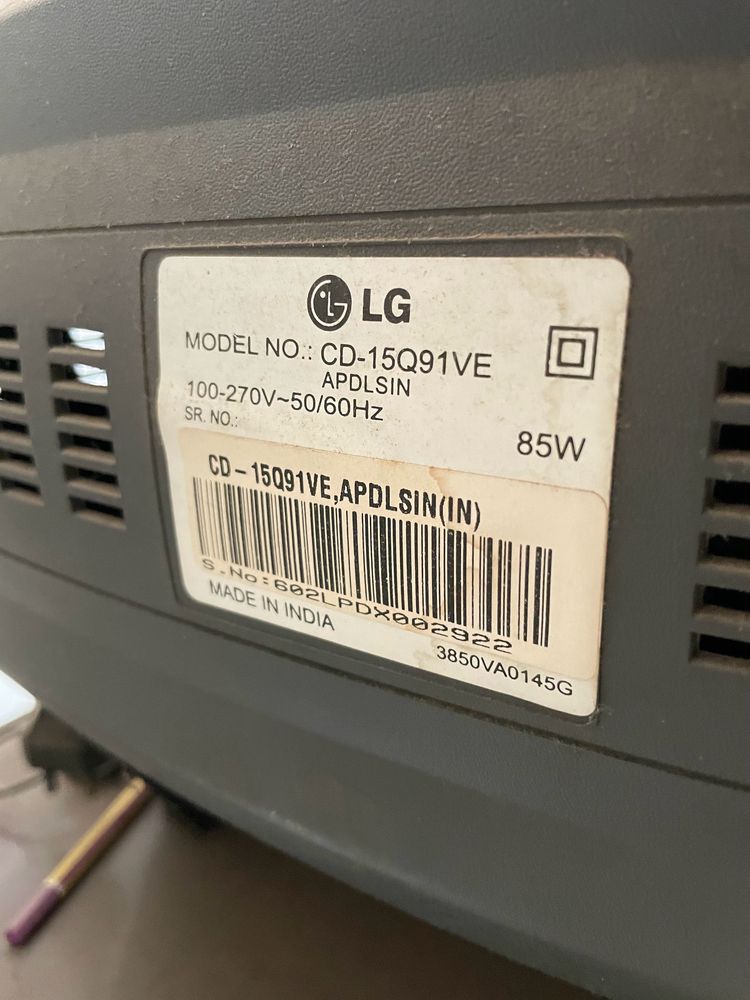 LG
MODEL NO.: CD-15Q91VE
APDLSIN
100-270V~50/60Hz
SR. NO.:
85W
CD-15Q91VE,APDLSIN(IN)
S.No:602LPDX002922
MADE IN INDIA
3850VA0145G